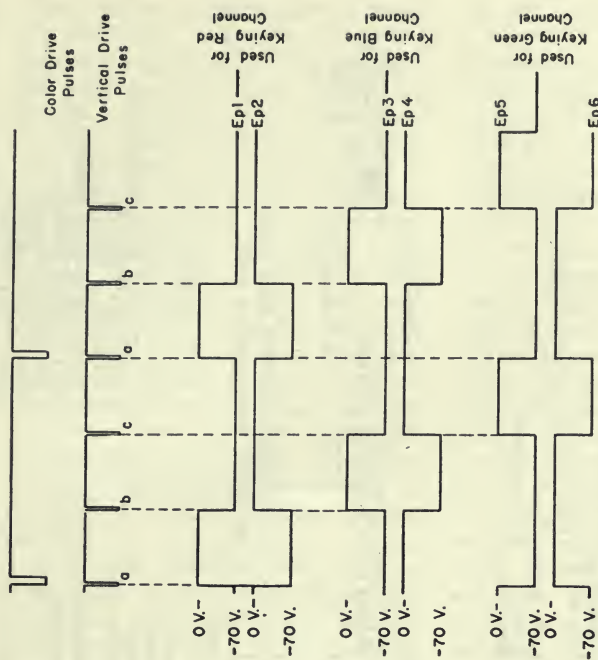 Color Drive
Pulses
Vertical Drive
Pulses
a
b
c
a
b
c
0 V.-
-70 V.
0 V.-
-70 V.
Ep1
Ep2
Used for
Keying Red
Channel
0 V.-
-70 V.
0 V.-
-70 V.
Ep3
Ep4
Used for
Keying Blue
Channel
0 V.-
-70 V.
0 V.-
-70 V.
Ep5
Ep6
Used for
Keying Green
Channel